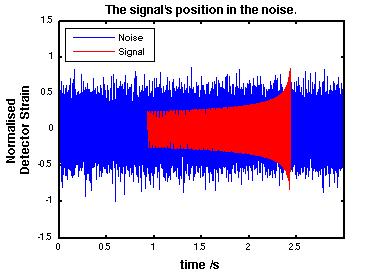 The signal's position in the noise.
Noise
Signal
Normalised
Detector Strain
1.5
1
0.5
0
-0.5
-1
-1.5
0 0.5 1 1.5 2 2.5
time /s